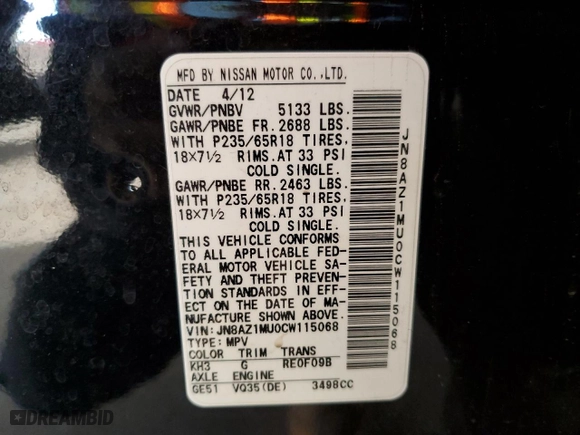 MFD BY NISSAN MOTOR CO.,LTD.
DATE 4/12
GVWR/PNBV 5133 LBS.
GAWR/PNBE FR. 2688 LBS.
WITH P235/65R18 TIRES,
18×7½ RIMS. AT 33 PSI
COLD SINGLE.
GAWR/PNBE RR. 2463 LBS.
WITH P235/65R18 TIRES,
18×7½ RIMS. AT 33 PSI
COLD SINGLE.
THIS VEHICLE CONFORMS
TO ALL APPLICABLE FED-
ERAL MOTOR VEHICLE SA-
FETY AND THEFT PREVEN-
TION STANDARDS IN EFF-
ECT ON THE DATE OF MA-
NUFACTURE SHOWN ABOVE.
VIN: JN8AZ1MU0CW115068
TYPE: MPV
COLOR TRIM TRANS
KH3 G RE0F09B
AXLE ENGINE
GE51 VQ35(DE) 3498CC
JN8AZ1MU0CW115068
DREAMBID